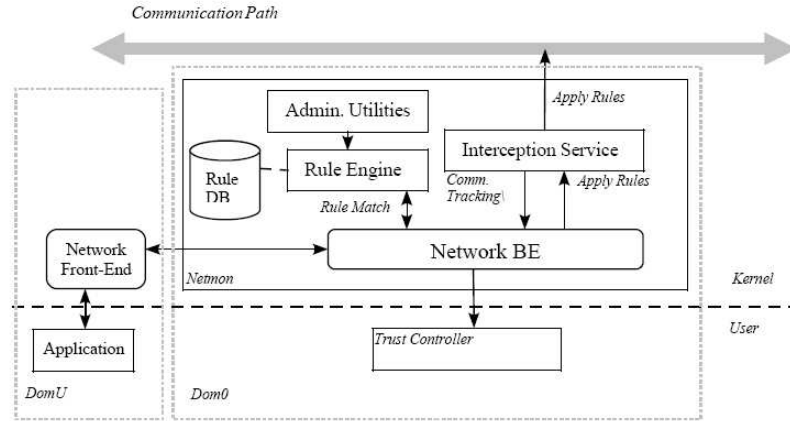 Communication Path
Apply Rules
Admin. Utilities
Rule
DB
Rule Engine
Interception Service
Rule Match
Comm.
Tracking\
Apply Rules
Network
Front-End
Network BE
Netmon
Kernel
User
Application
Trust Controller
DomU
Dom0